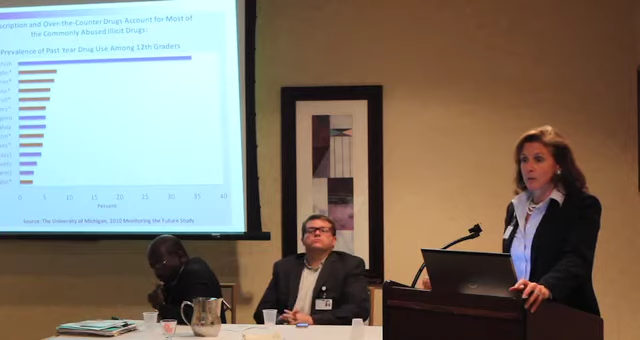 scription and Over-the-Counter Drugs Account for Most of
the Commonly Abused Illicit Drugs:
Prevalence of Past Year Drug Use Among 12th Graders
0 5 10 15 20 25 30 35 40
Percent
Source: The University of Michigan, 2010 Monitoring the Future Study